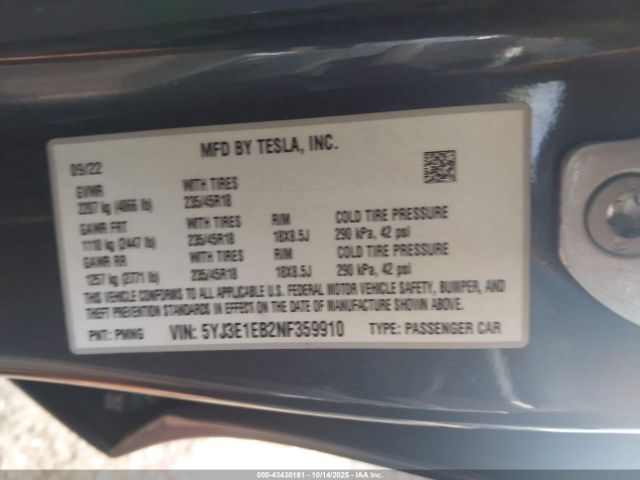 MFD BY TESLA, INC.
09/22
GVWR WITH TIRES
2207 kg (4866 lb) 235/45R18
GAWR FRT WITH TIRES RIM COLD TIRE PRESSURE
1110 kg (2447 lb) 235/45R18 18X8.5J 290 kPa, 42 psi
GAWR RR WITH TIRES RIM COLD TIRE PRESSURE
1257 kg (2771 lb) 235/45R18 18X8.5J 290 kPa, 42 psi
THIS VEHICLE CONFORMS TO ALL APPLICABLE U.S. FEDERAL MOTOR VEHICLE SAFETY, BUMPER, AND
THEFT PREVENTION STANDARDS IN EFFECT ON THE DATE OF MANUFACTURE SHOWN ABOVE.
PNT: PMNG VIN: 5YJ3E1EB2NF359910 TYPE: PASSENGER CAR
000-43430161 - 10/14/2025 - IAAI.COM